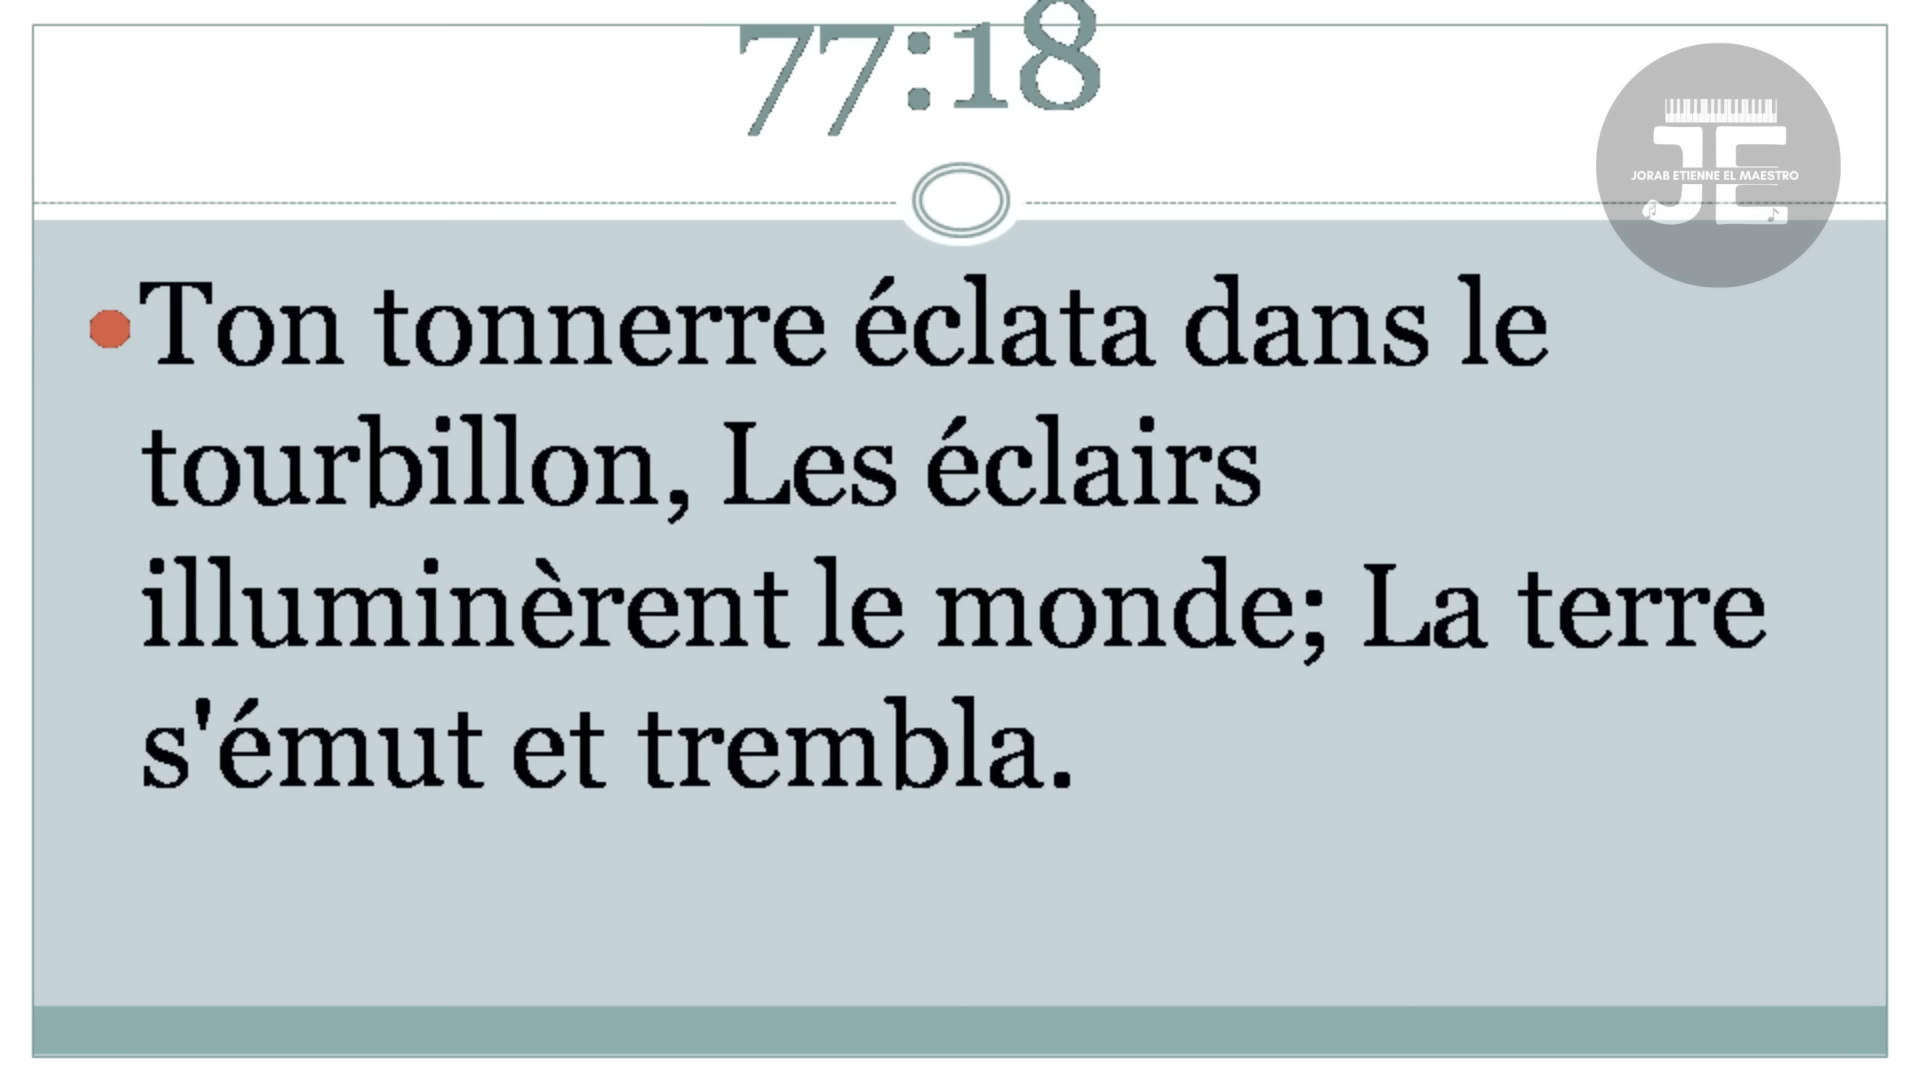 77:18
JE
JORAB ETIENNE EL MAESTRO
Ton tonnerre éclata dans le
tourbillon, Les éclairs
illuminèrent le monde; La terre
s'émut et trembla.